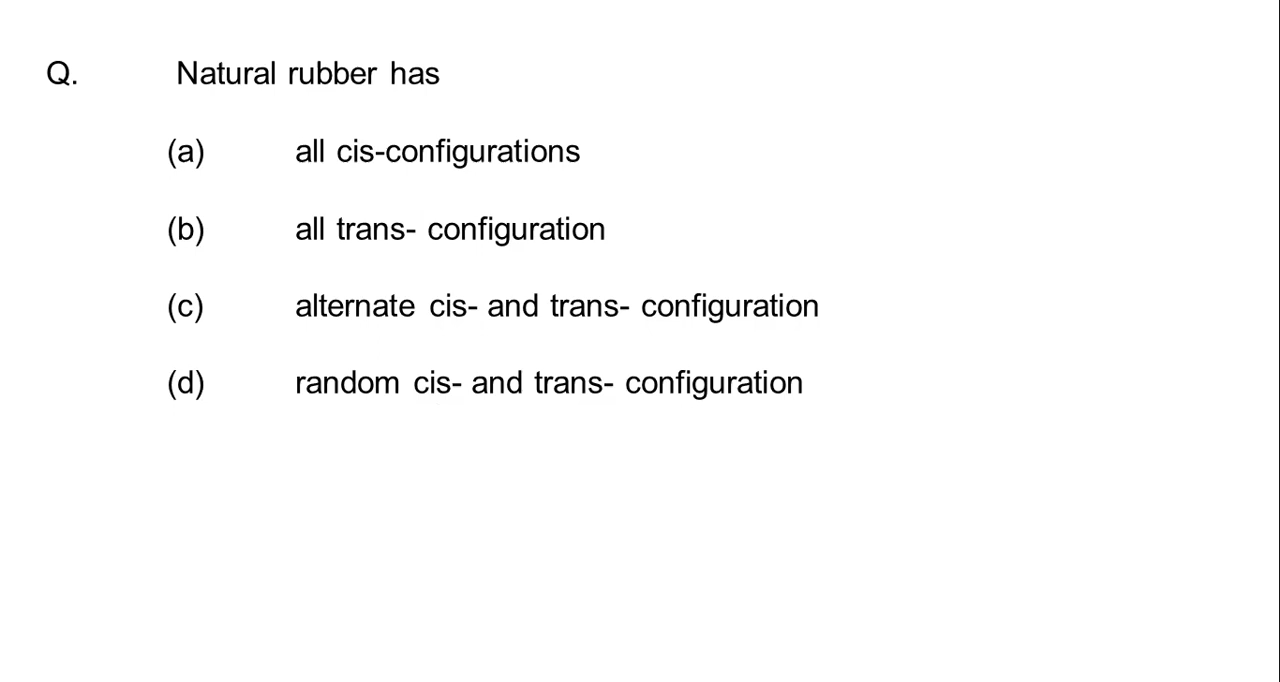 Q. Natural rubber has
(a) all cis-configurations
(b) all trans- configuration
(c) alternate cis- and trans- configuration
(d) random cis- and trans- configuration